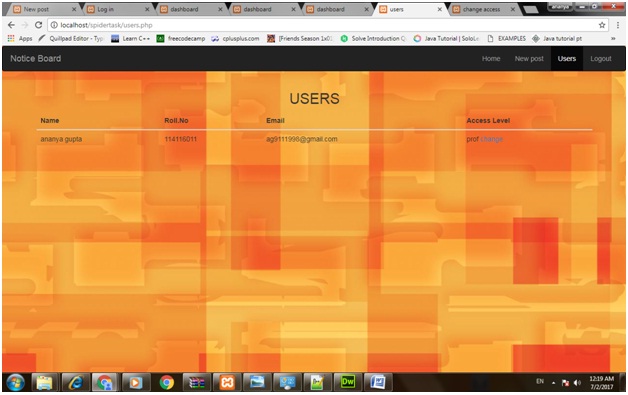 New post Log in dashboard dashboard dashboard users change access ananya
localhost/spidertask/users.php
Apps Quillpad Editor - Typ Learn C++ freecodecamp cplusplus.com [Friends Season 1x01 Solve Introduction Q Java Tutorial | SoloL EXAMPLES Java tutorial pt
Notice Board Home New post Users Logout
USERS
Name Roll.No Email Access Level
ananya gupta 114116011 ag9111998@gmail.com prof change
EN 12:19 AM
7/2/2017